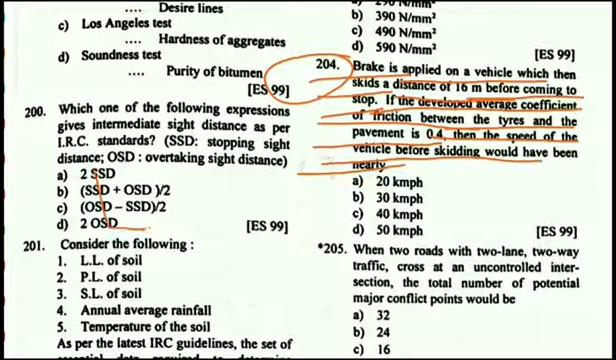 .... Desire lines
c) Los Angeles test
.... Hardness of aggregates
d) Soundness test
.... Purity of bitumen
[ES 99]
200. Which one of the following expressions
gives intermediate sight distance as per
I.R.C. standards? (SSD: stopping sight
distance; OSD : overtaking sight distance)
a) 2 SSD
b) (SSD + OSD )/2
c) (OSD – SSD)/2
d) 2 OSD [ES 99]
201. Consider the following :
1. L.L. of soil
2. P.L. of soil
3. S.L. of soil
4. Annual average rainfall
5. Temperature of the soil
As per the latest IRC guidelines, the set of
b) 390 N/mm²
c) 490 N/mm²
d) 590 N/mm²
[ES 99]
204. Brake is applied on a vehicle which then
skids a distance of 16 m before coming to
stop. If the developed average coefficient
of friction between the tyres and the
pavement is 0.4, then the speed of the
vehicle before skidding would have been
nearly
a) 20 kmph
b) 30 kmph
c) 40 kmph
d) 50 kmph [ES 99]
*205. When two roads with two-lane, two-way
traffic, cross at an uncontrolled inter-
section, the total number of potential
major conflict points would be
a) 32
b) 24
c) 16